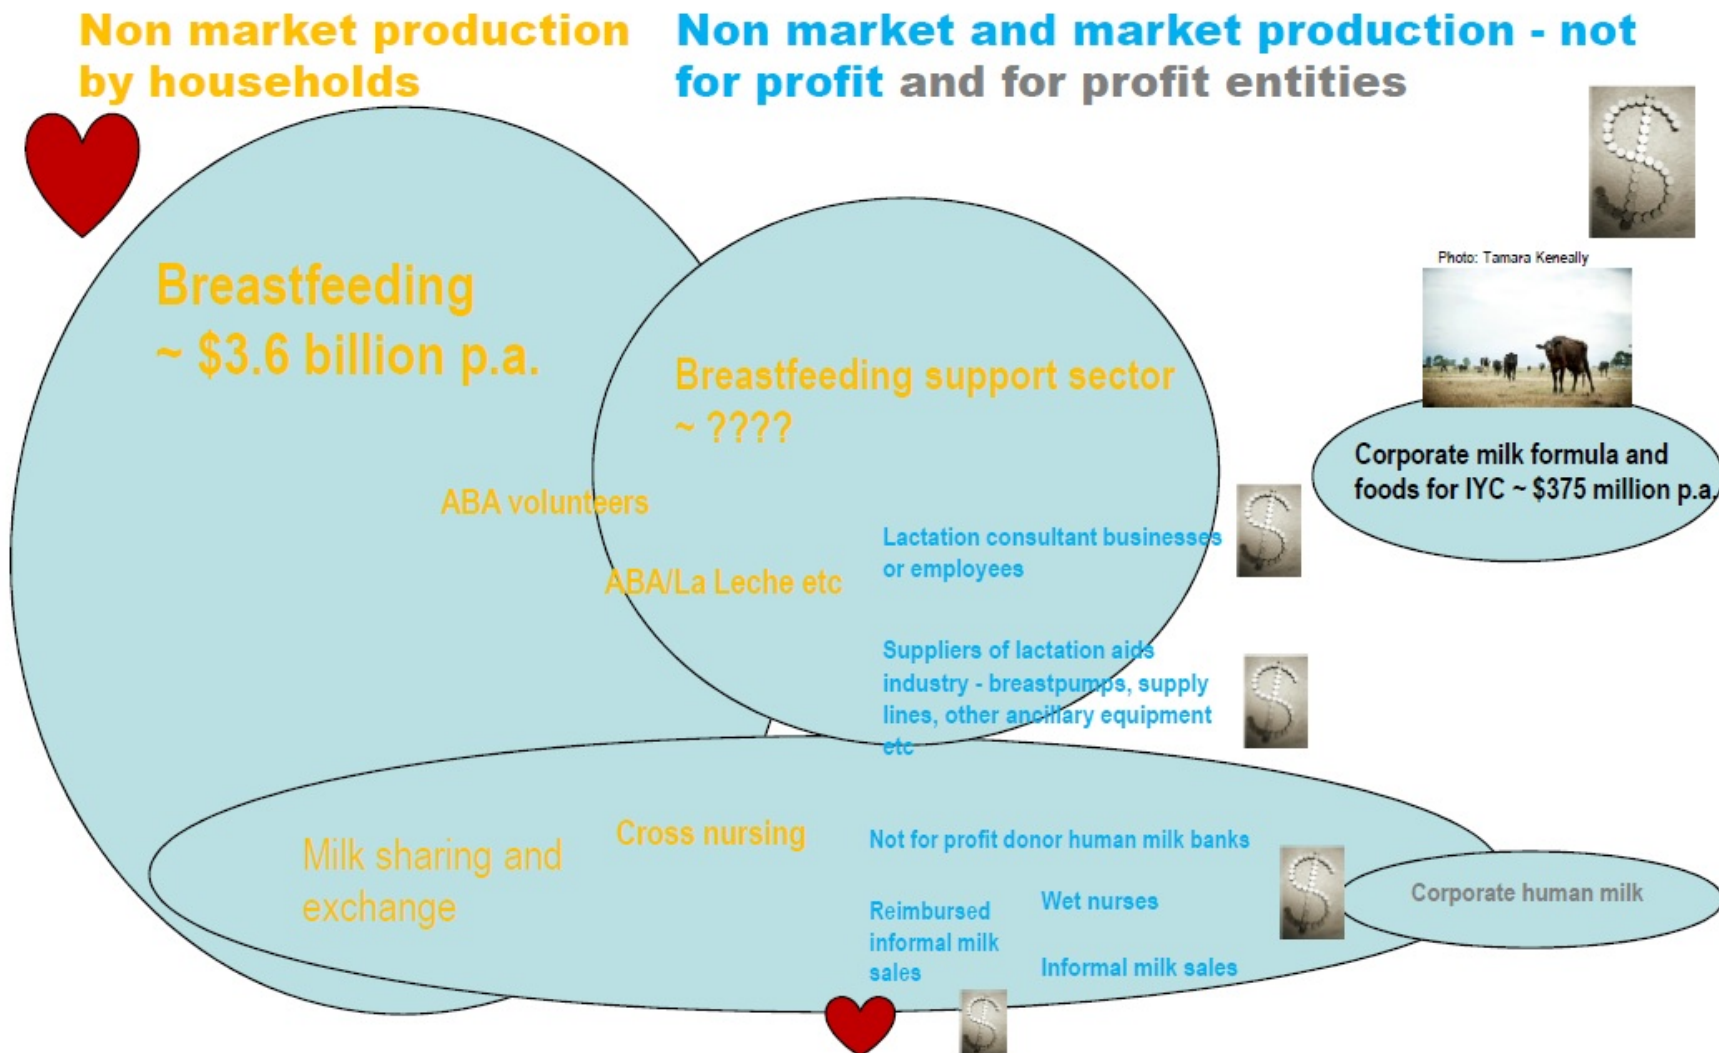 Non market production
by households
Non market and market production - not
for profit and for profit entities
Photo: Tamara Keneally
Breastfeeding
~ $3.6 billion p.a.
Breastfeeding support sector
~ ????
Corporate milk formula and
foods for IYC ~ $375 million p.a.
ABA volunteers
Lactation consultant businesses
or employees
ABA/La Leche etc
Suppliers of lactation aids
industry - breastpumps, supply
lines, other ancillary equipment
etc
Milk sharing and
exchange
Cross nursing
Not for profit donor human milk banks
Reimbursed
informal milk
sales
Wet nurses
Informal milk sales
Corporate human milk